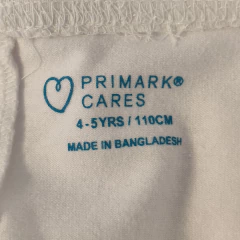 PRIMARK®
CARES
4-5YRS / 110CM
MADE IN BANGLADESH